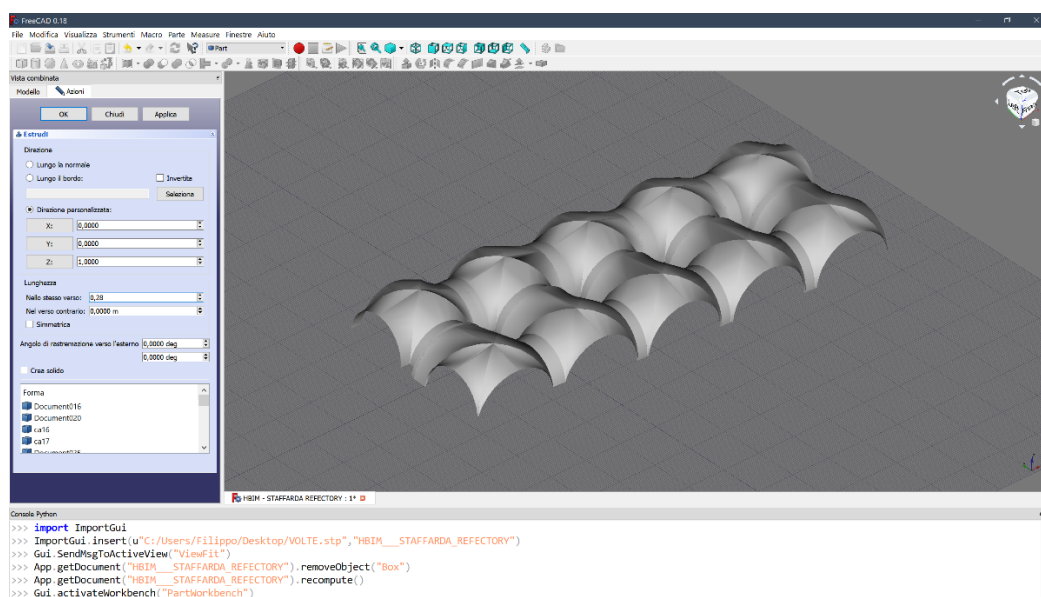 FreeCAD 0.18
File Modifica Visualizza Strumenti Macro Parte Measure Finestre Aiuto
Part
Vista combinata
Modello Azioni
OK Chiudi Applica
Estrudi
Direzione
Lungo la normale
Lungo il bordo: Invertite
Seleziona
Direzione personalizzata:
X: 0,0000
Y: 0,0000
Z: 1,0000
Lunghezza
Nello stesso verso: 0,28
Nel verso contrario: 0,0000 m
Simmetrica
Angolo di rastremazione verso l'esterno 0,0000 deg
0,0000 deg
Crea solido
Forma
Document016
Document020
ca16
ca17
HBIM - STAFFARDA REFECTORY : 1*
Console Python
>>> import ImportGui
>>> ImportGui.insert(u"C:/Users/Filippo/Desktop/VOLTE.stp","HBIM___STAFFARDA_REFECTORY")
>>> Gui.SendMsgToActiveView("ViewFit")
>>> App.getDocument("HBIM___STAFFARDA_REFECTORY").removeObject("Box")
>>> App.getDocument("HBIM___STAFFARDA_REFECTORY").recompute()
>>> Gui.activateWorkbench("PartWorkbench")